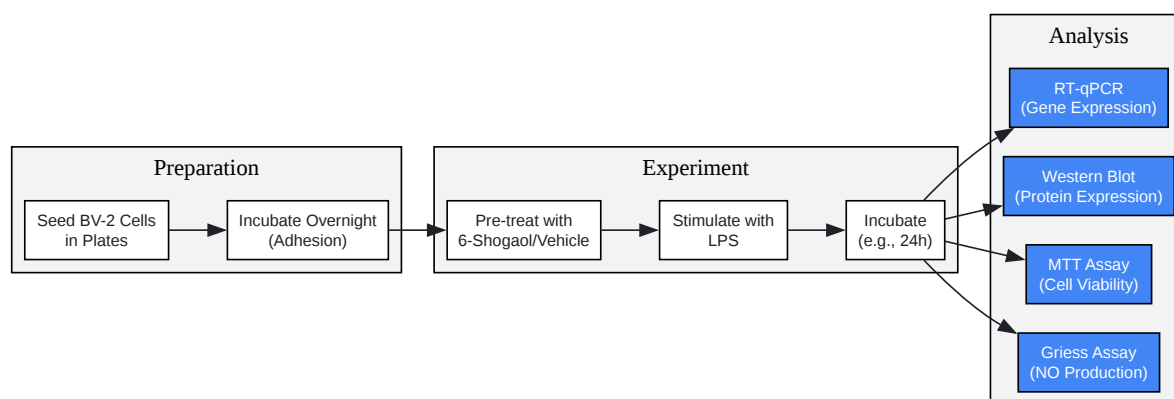 Preparation
Seed BV-2 Cells
in Plates
Incubate Overnight
(Adhesion)
Experiment
Pre-treat with
6-Shogaol/Vehicle
Stimulate with
LPS
Incubate
(e.g., 24h)
Analysis
RT-qPCR
(Gene Expression)
Western Blot
(Protein Expression)
MTT Assay
(Cell Viability)
Griess Assay
(NO Production)